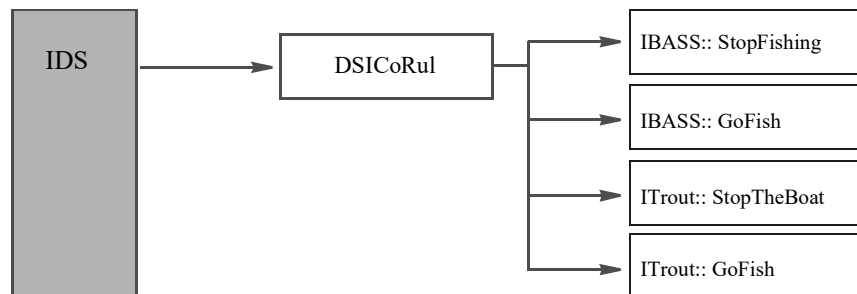 IDS
DSICoRul
IBASS:: StopFishing
IBASS:: GoFish
ITrout:: StopTheBoat
ITrout:: GoFish